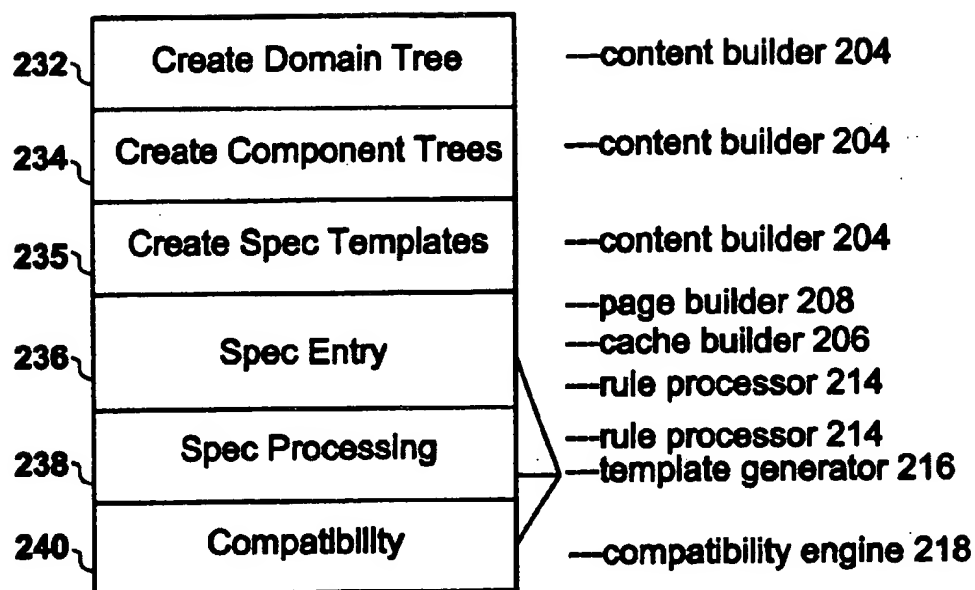 232 Create Domain Tree —content builder 204
234 Create Component Trees —content builder 204
235 Create Spec Templates —content builder 204
—page builder 208
236 Spec Entry —cache builder 206
—rule processor 214
—rule processor 214
238 Spec Processing —template generator 216
240 Compatibility —compatibility engine 218